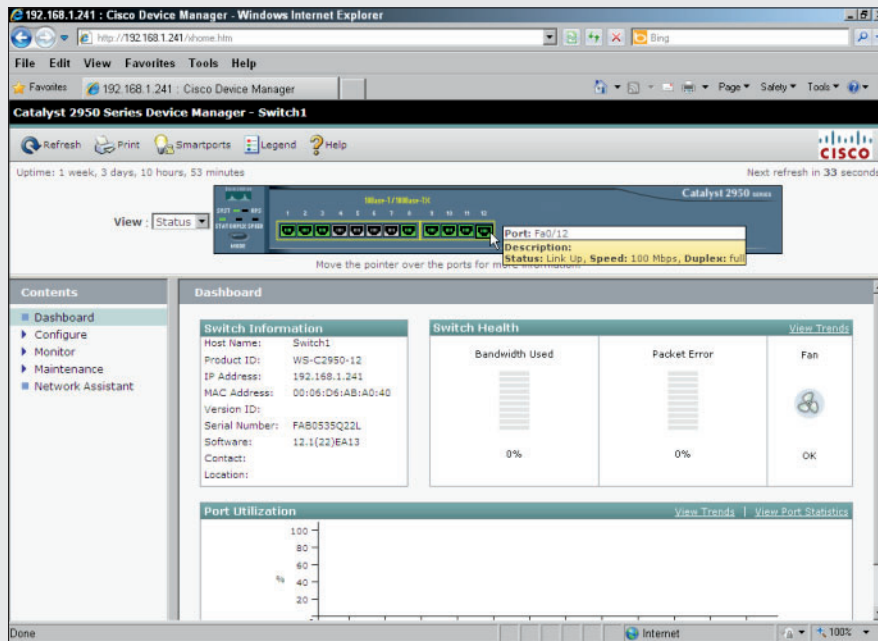 192.168.1.241 : Cisco Device Manager - Windows Internet Explorer
http://192.168.1.241/xhome.htm
Bing
File Edit View Favorites Tools Help
Favorites 192.168.1.241 : Cisco Device Manager
Page Safety Tools
Catalyst 2950 Series Device Manager - Switch1
Refresh Print Smartports Legend Help
CISCO
Uptime: 1 week, 3 days, 10 hours, 53 minutes
Next refresh in 33 seconds
View : Status
10Base-T/100Base-TX
Catalyst 2950 SERIES
SYST RPS
STAT DUPLX SPEED
MODE
1 2 3 4 5 6 7 8 9 10 11 12
Port: Fa0/12
Description:
Status: Link Up, Speed: 100 Mbps, Duplex: full
Move the pointer over the ports for more information.
Contents
Dashboard
Configure
Monitor
Maintenance
Network Assistant
Dashboard
Switch Information
Host Name: Switch1
Product ID: WS-C2950-12
IP Address: 192.168.1.241
MAC Address: 00:06:D6:AB:A0:40
Version ID:
Serial Number: FAB0535Q22L
Software: 12.1(22)EA13
Contact:
Location:
Switch Health View Trends
Bandwidth Used Packet Error Fan
0% 0% OK
Port Utilization View Trends | View Port Statistics
100
80
60
% 40
20
Done Internet 100%